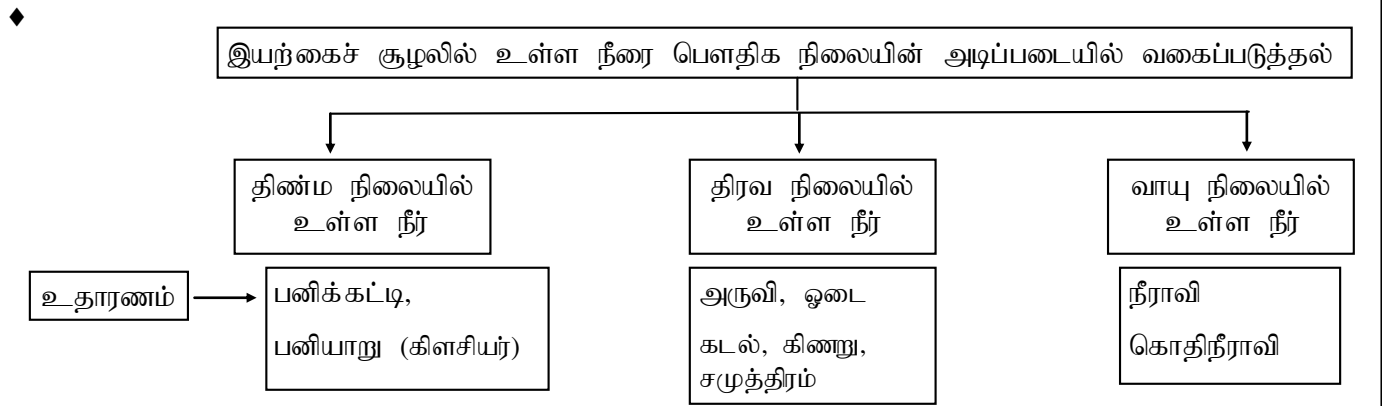 இயற்கைச் சூழலில் உள்ள நீரை பௌதிக நிலையின் அடிப்படையில் வகைப்படுத்தல்
திண்ம நிலையில்
உள்ள நீர்
திரவ நிலையில்
உள்ள நீர்
வாயு நிலையில்
உள்ள நீர்
உதாரணம்
பனிக்கட்டி,
பனியாறு (கிளசியர்)
அருவி, ஓடை
கடல், கிணறு,
சமுத்திரம்
நீராவி
கொதிநீராவி